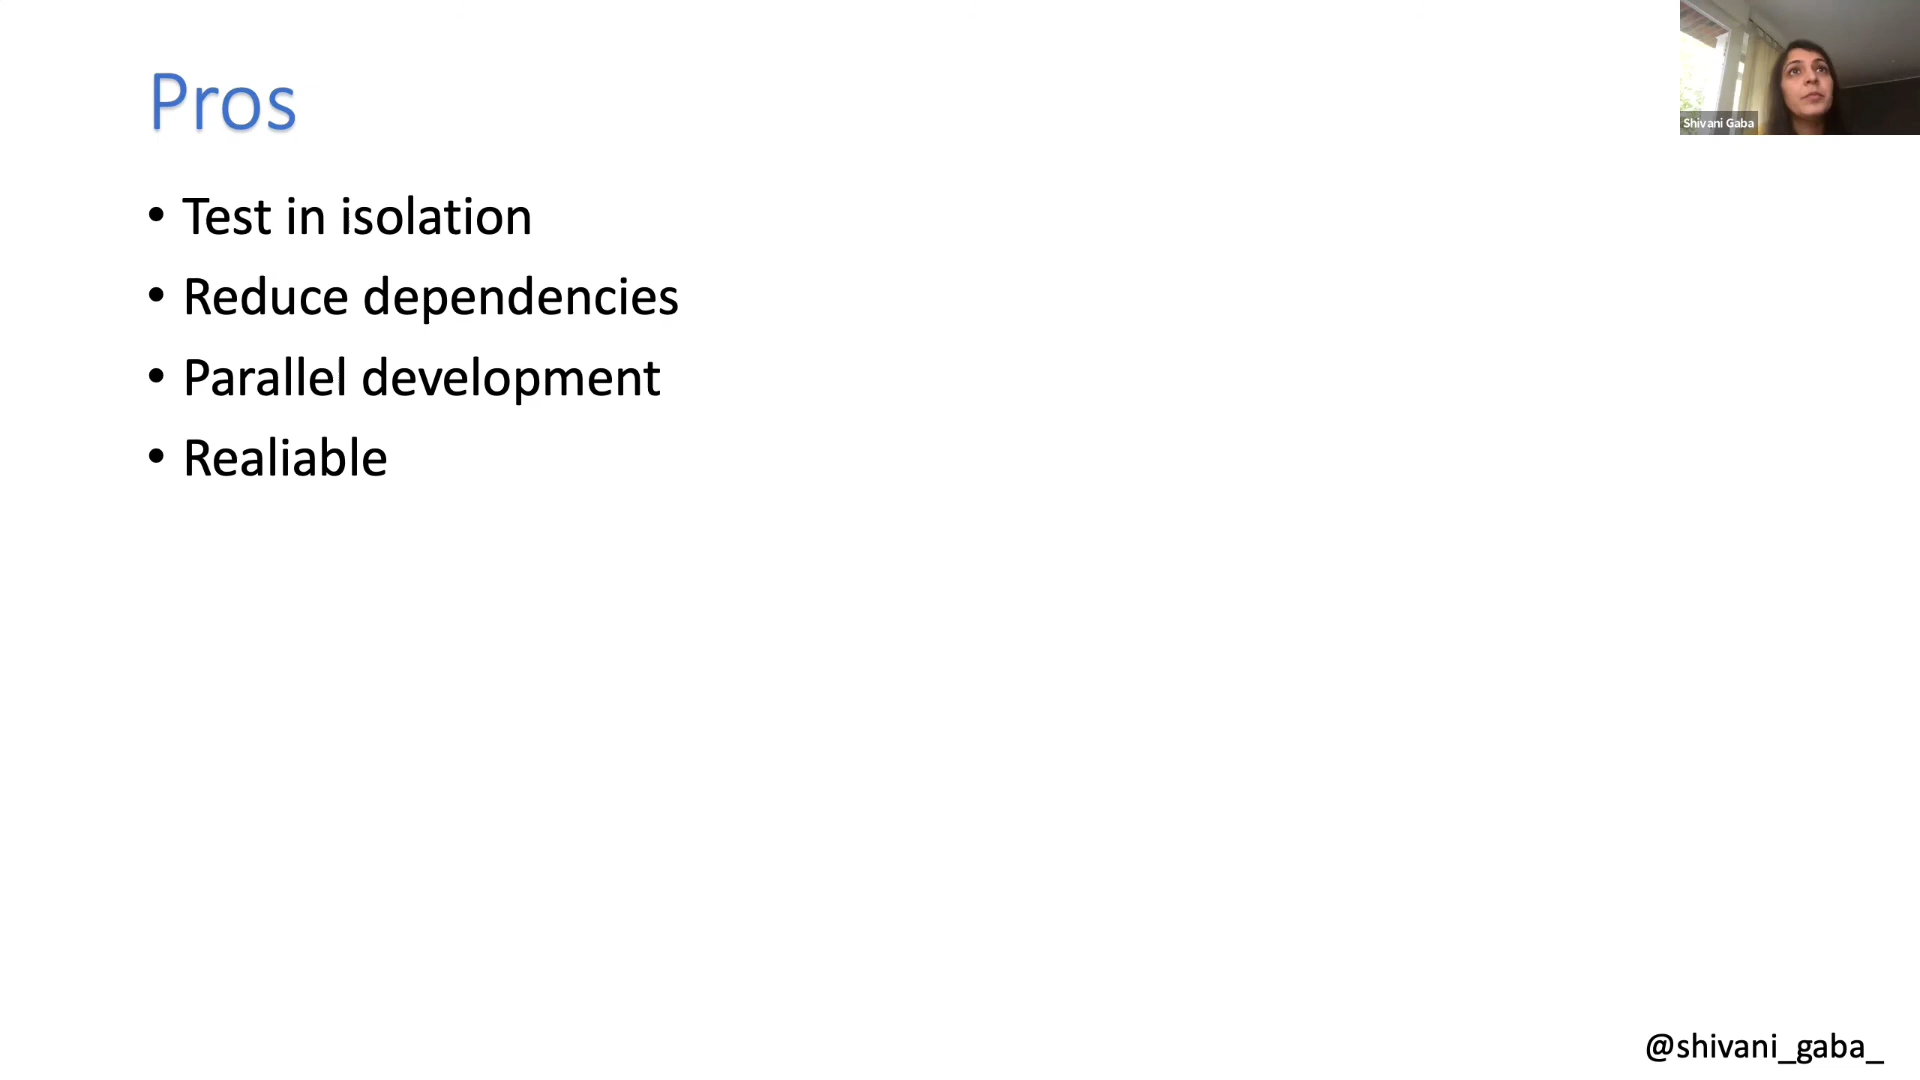 Pros
Shivani Gaba
• Test in isolation
• Reduce dependencies
• Parallel development
• Realiable
@shivani_gaba_